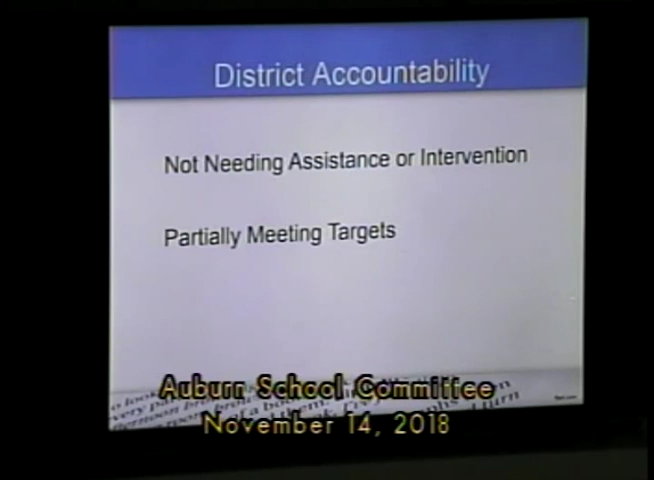 District Accountability
Not Needing Assistance or Intervention
Partially Meeting Targets
Auburn School Committee
November 14, 2018